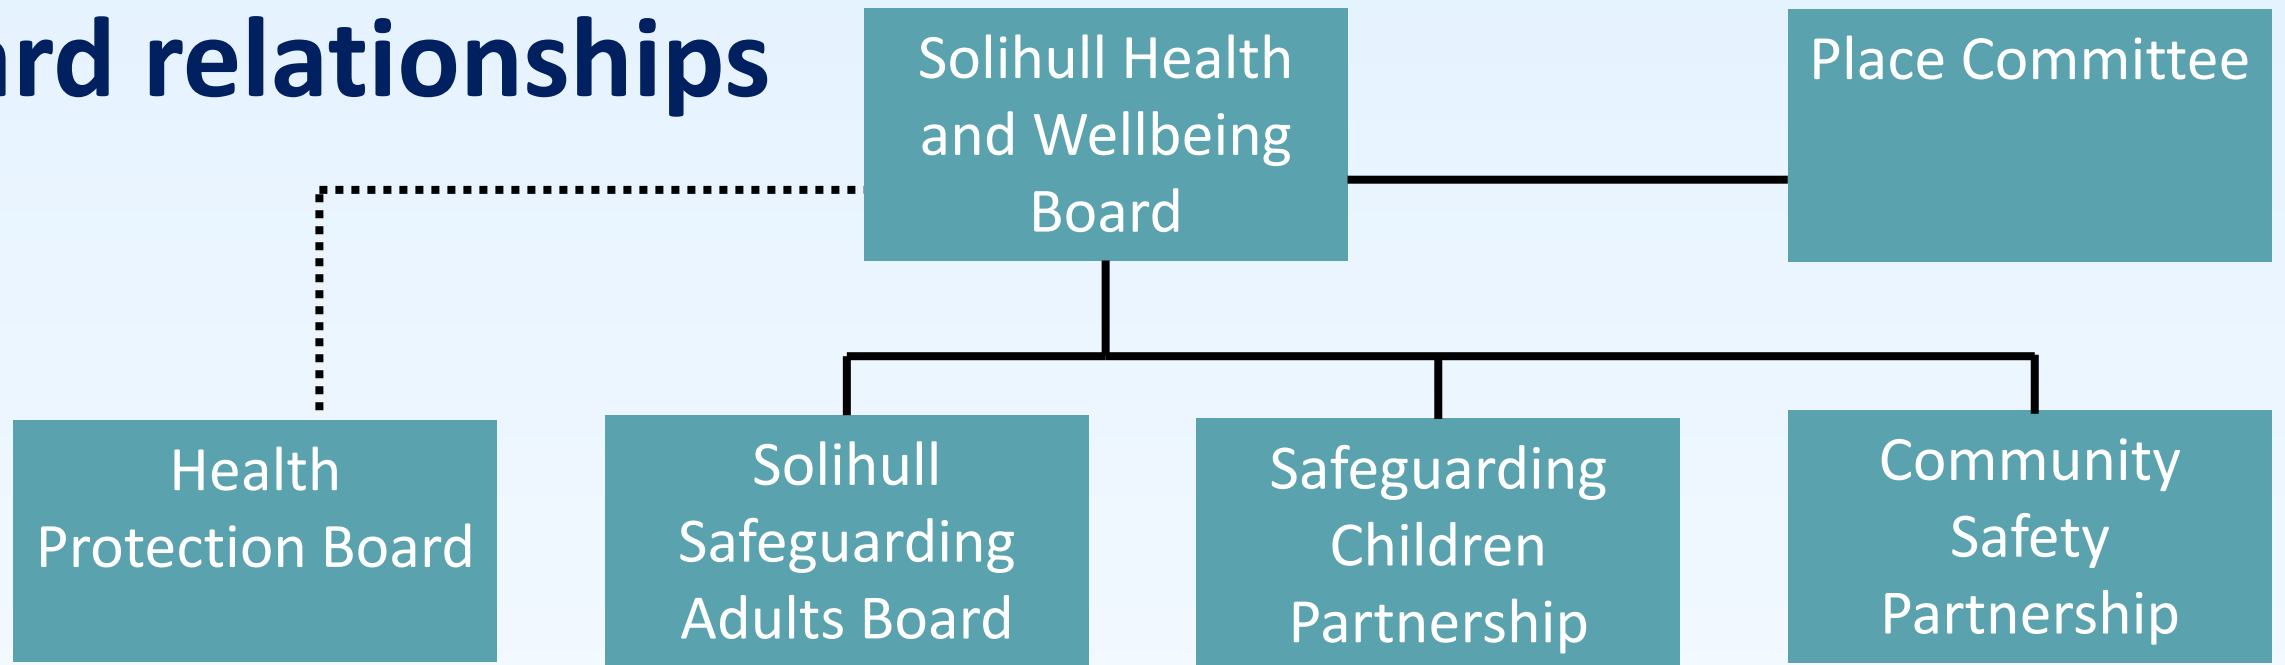 relationships
Solihull Health
and Wellbeing
Board
Place Committee
Health
Protection Board
Solihull
Safeguarding
Adults Board
Safeguarding
Children
Partnership
Community
Safety
Partnership